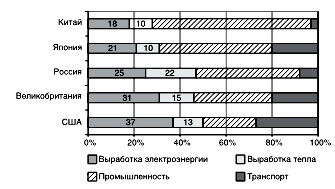 Китай 18 10
Япония 21 10
Россия 25 22
Великобритания 31 15
США 37 13
0% 20% 40% 60% 80% 100%
Выработка электроэнергии Выработка тепла
Промышленность Транспорт